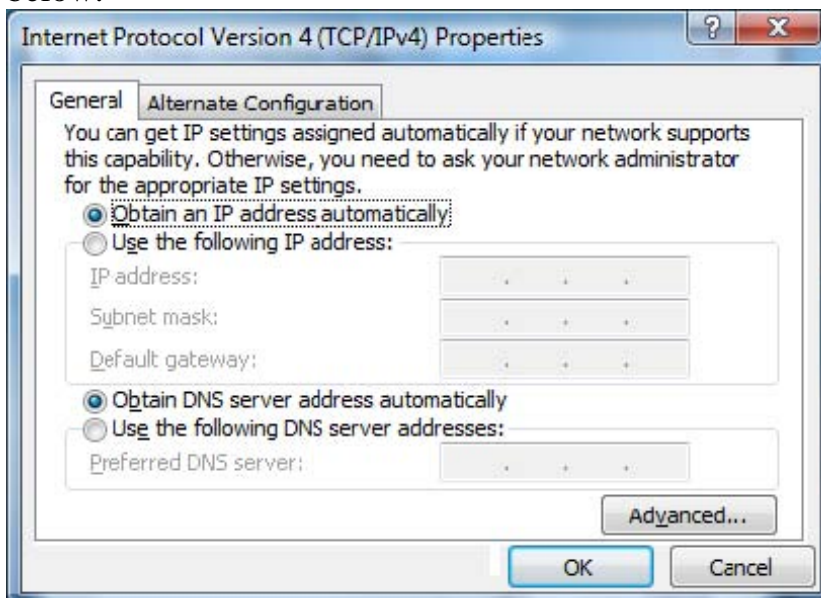 Internet Protocol Version 4 (TCP/IPv4) Properties
General
Alternate Configuration
You can get IP settings assigned automatically if your network supports
this capability. Otherwise, you need to ask your network administrator
for the appropriate IP settings.
Obtain an IP address automatically
Use the following IP address:
IP address:
Subnet mask:
Default gateway:
Obtain DNS server address automatically
Use the following DNS server addresses:
Preferred DNS server:
Advanced...
OK
Cancel